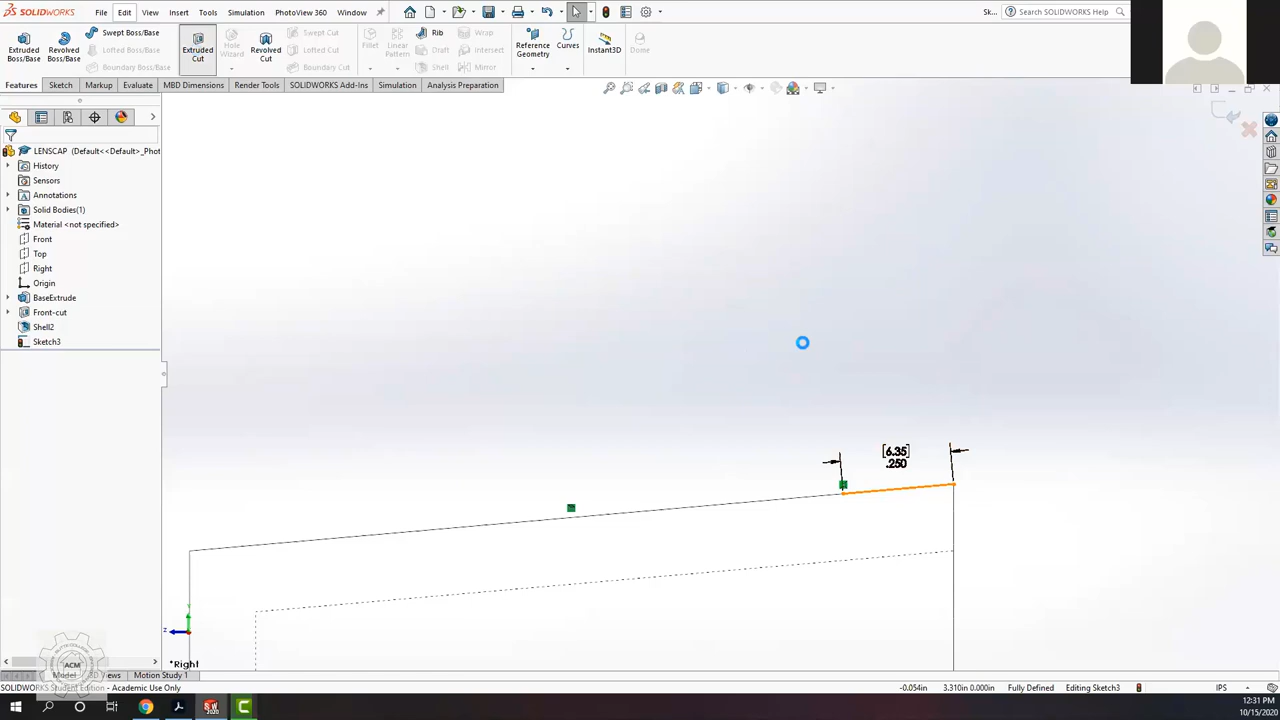 SOLIDWORKS File Edit View Insert Tools Simulation PhotoView 360 Window Sk... Search SOLIDWORKS Help
Extruded Boss/Base
Revolved Boss/Base
Swept Boss/Base
Lofted Boss/Base
Boundary Boss/Base
Extruded Cut
Hole Wizard
Revolved Cut
Swept Cut
Lofted Cut
Boundary Cut
Fillet
Linear Pattern
Rib
Draft
Shell
Wrap
Intersect
Mirror
Reference Geometry
Curves
Instant3D
Dome
Features Sketch Markup Evaluate MBD Dimensions Render Tools SOLIDWORKS Add-Ins Simulation Analysis Preparation
LENSCAP (Default<<Default>_Phot
History
Sensors
Annotations
Solid Bodies(1)
Material <not specified>
Front
Top
Right
Origin
BaseExtrude
Front-cut
Shell2
Sketch3
[6.35]
.250
Y
Z
*Right
ACM
Model 3D Views Motion Study 1
SOLIDWORKS Student Edition - Academic Use Only -0.054in 3.310in 0.000in Fully Defined Editing Sketch3 IPS
12:31 PM
10/15/2020